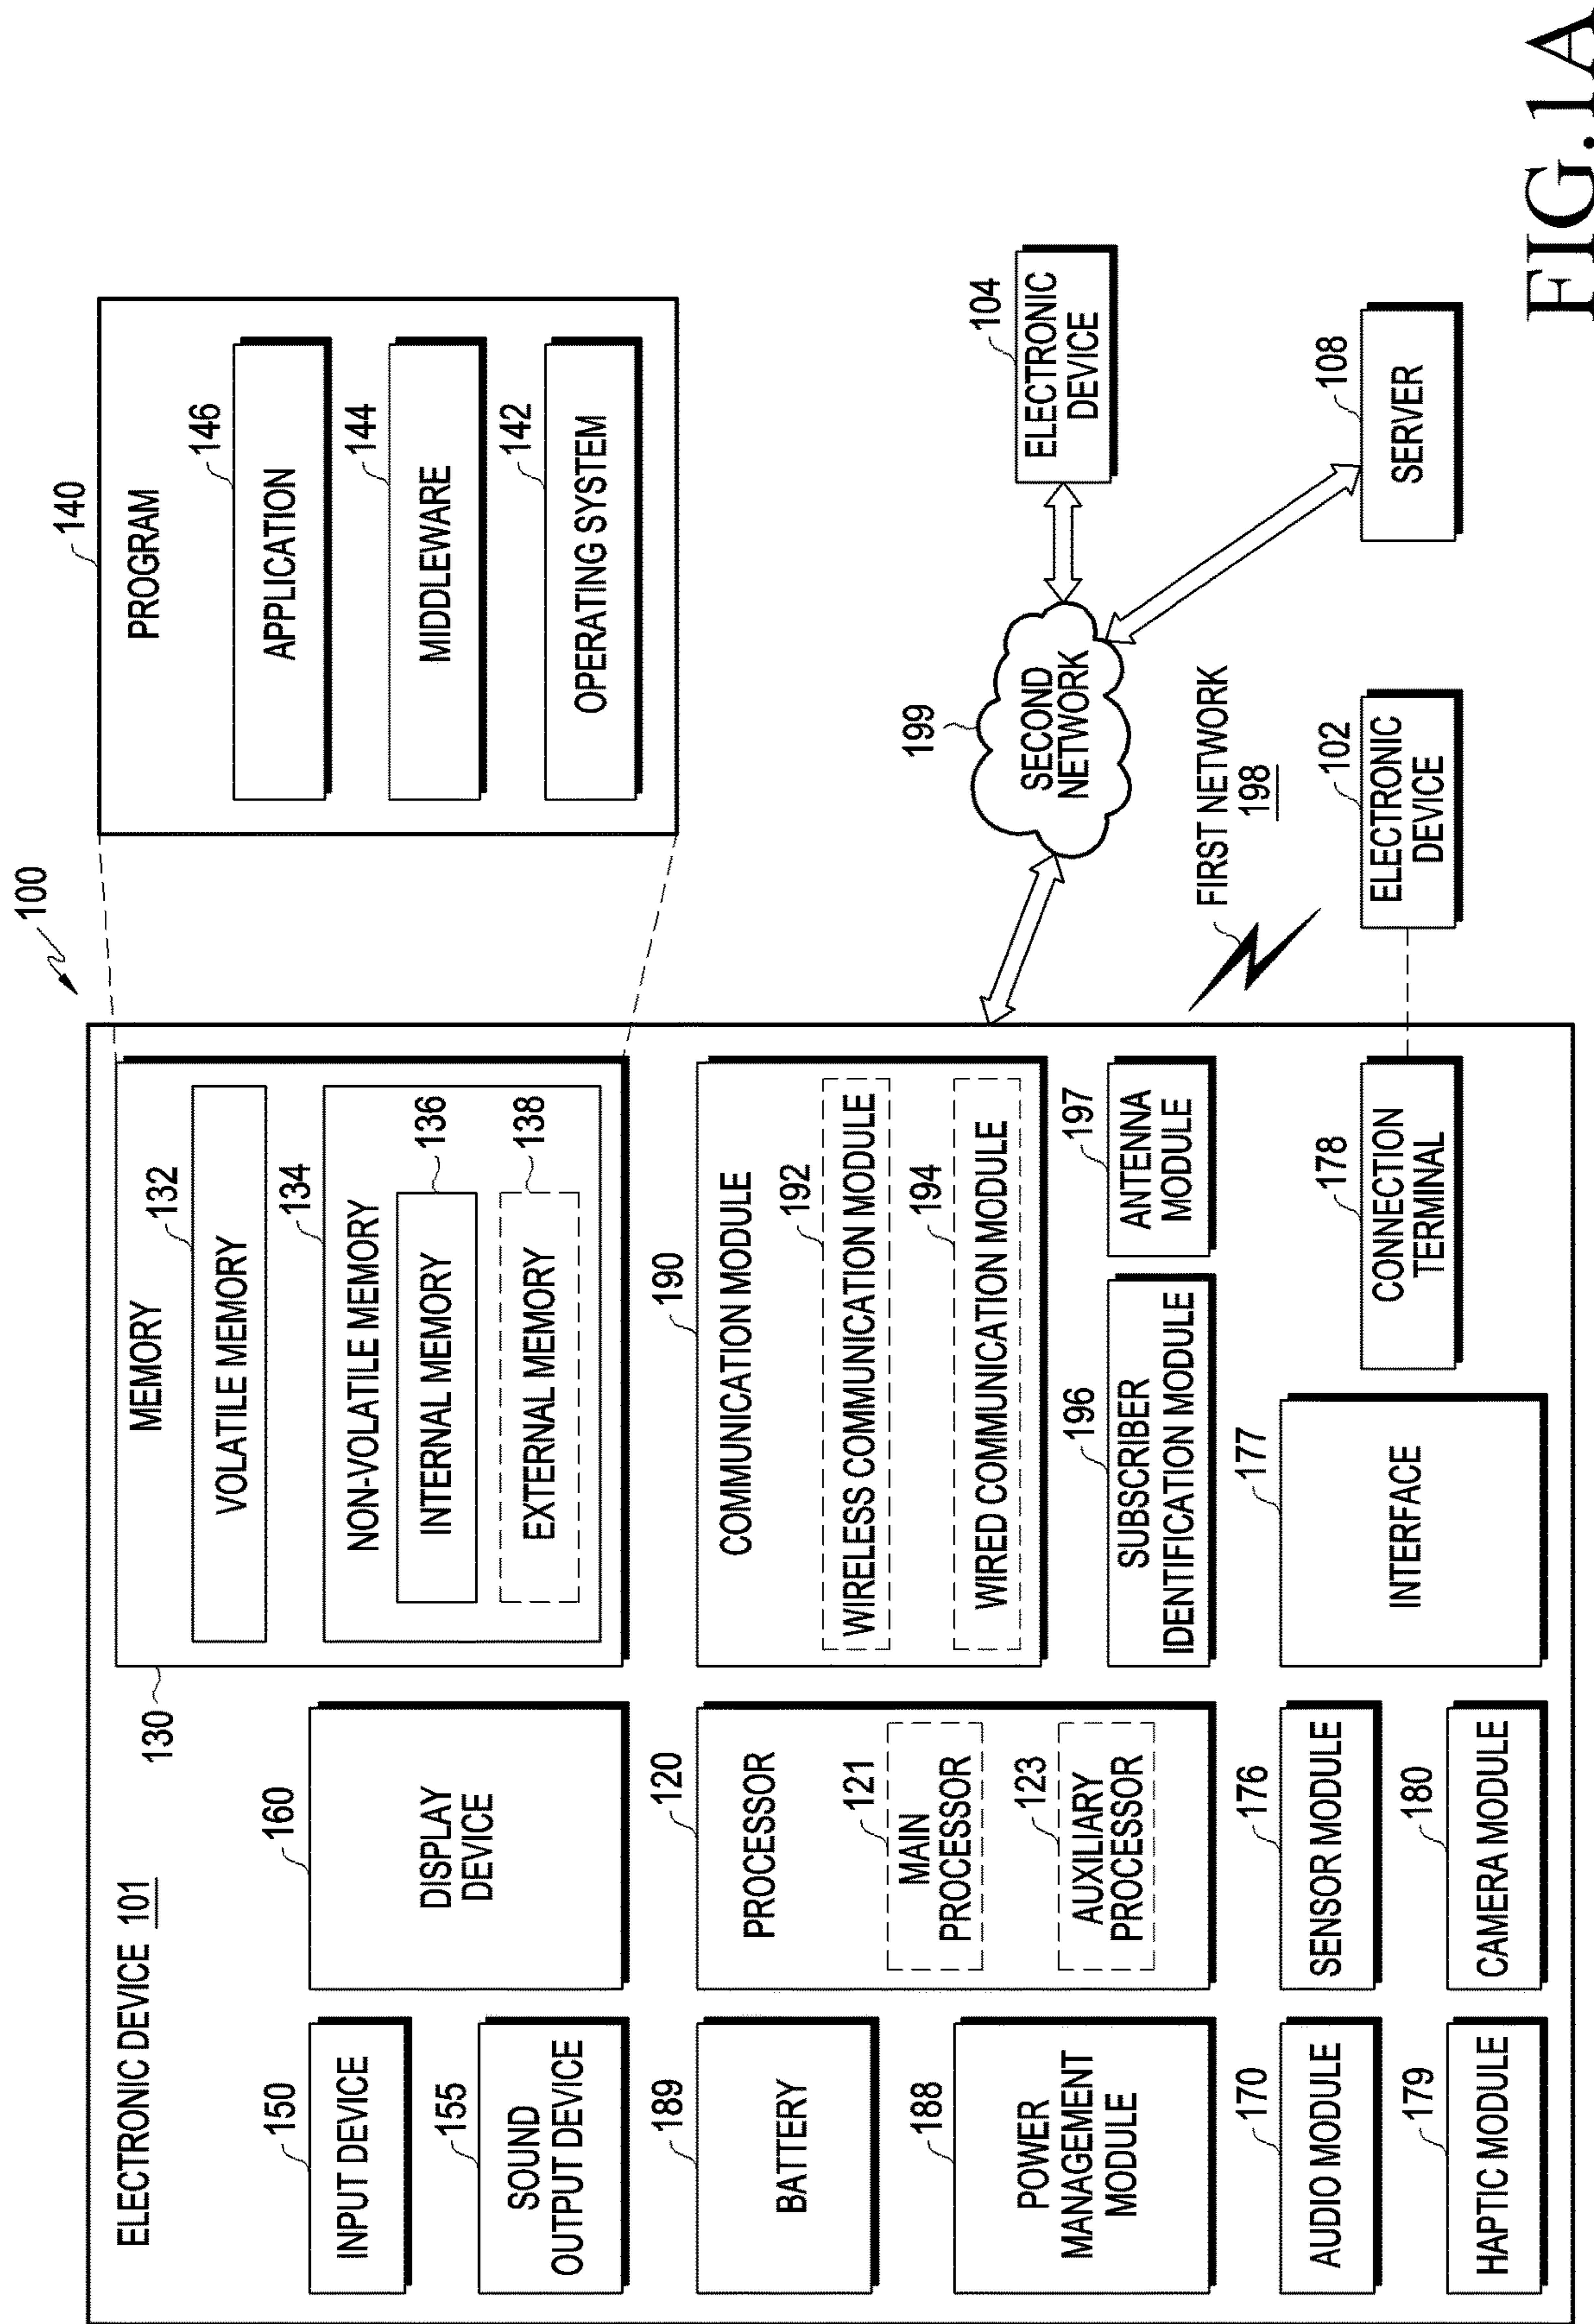 100
ELECTRONIC DEVICE 101
130
MEMORY
132
VOLATILE MEMORY
134
NON-VOLATILE MEMORY
136
INTERNAL MEMORY
138
EXTERNAL MEMORY
140
PROGRAM
146
APPLICATION
144
MIDDLEWARE
142
OPERATING SYSTEM
150
INPUT DEVICE
155
SOUND
OUTPUT DEVICE
160
DISPLAY
DEVICE
189
BATTERY
188
POWER
MANAGEMENT
MODULE
120
PROCESSOR
121
MAIN
PROCESSOR
123
AUXILIARY
PROCESSOR
190
COMMUNICATION MODULE
192
WIRELESS COMMUNICATION MODULE
194
WIRED COMMUNICATION MODULE
196
SUBSCRIBER
IDENTIFICATION MODULE
197
ANTENNA
MODULE
199
SECOND
NETWORK
104
ELECTRONIC
DEVICE
FIRST NETWORK
198
170
AUDIO MODULE
176
SENSOR MODULE
177
INTERFACE
178
CONNECTION
TERMINAL
102
ELECTRONIC
DEVICE
108
SERVER
179
HAPTIC MODULE
180
CAMERA MODULE
FIG.1A